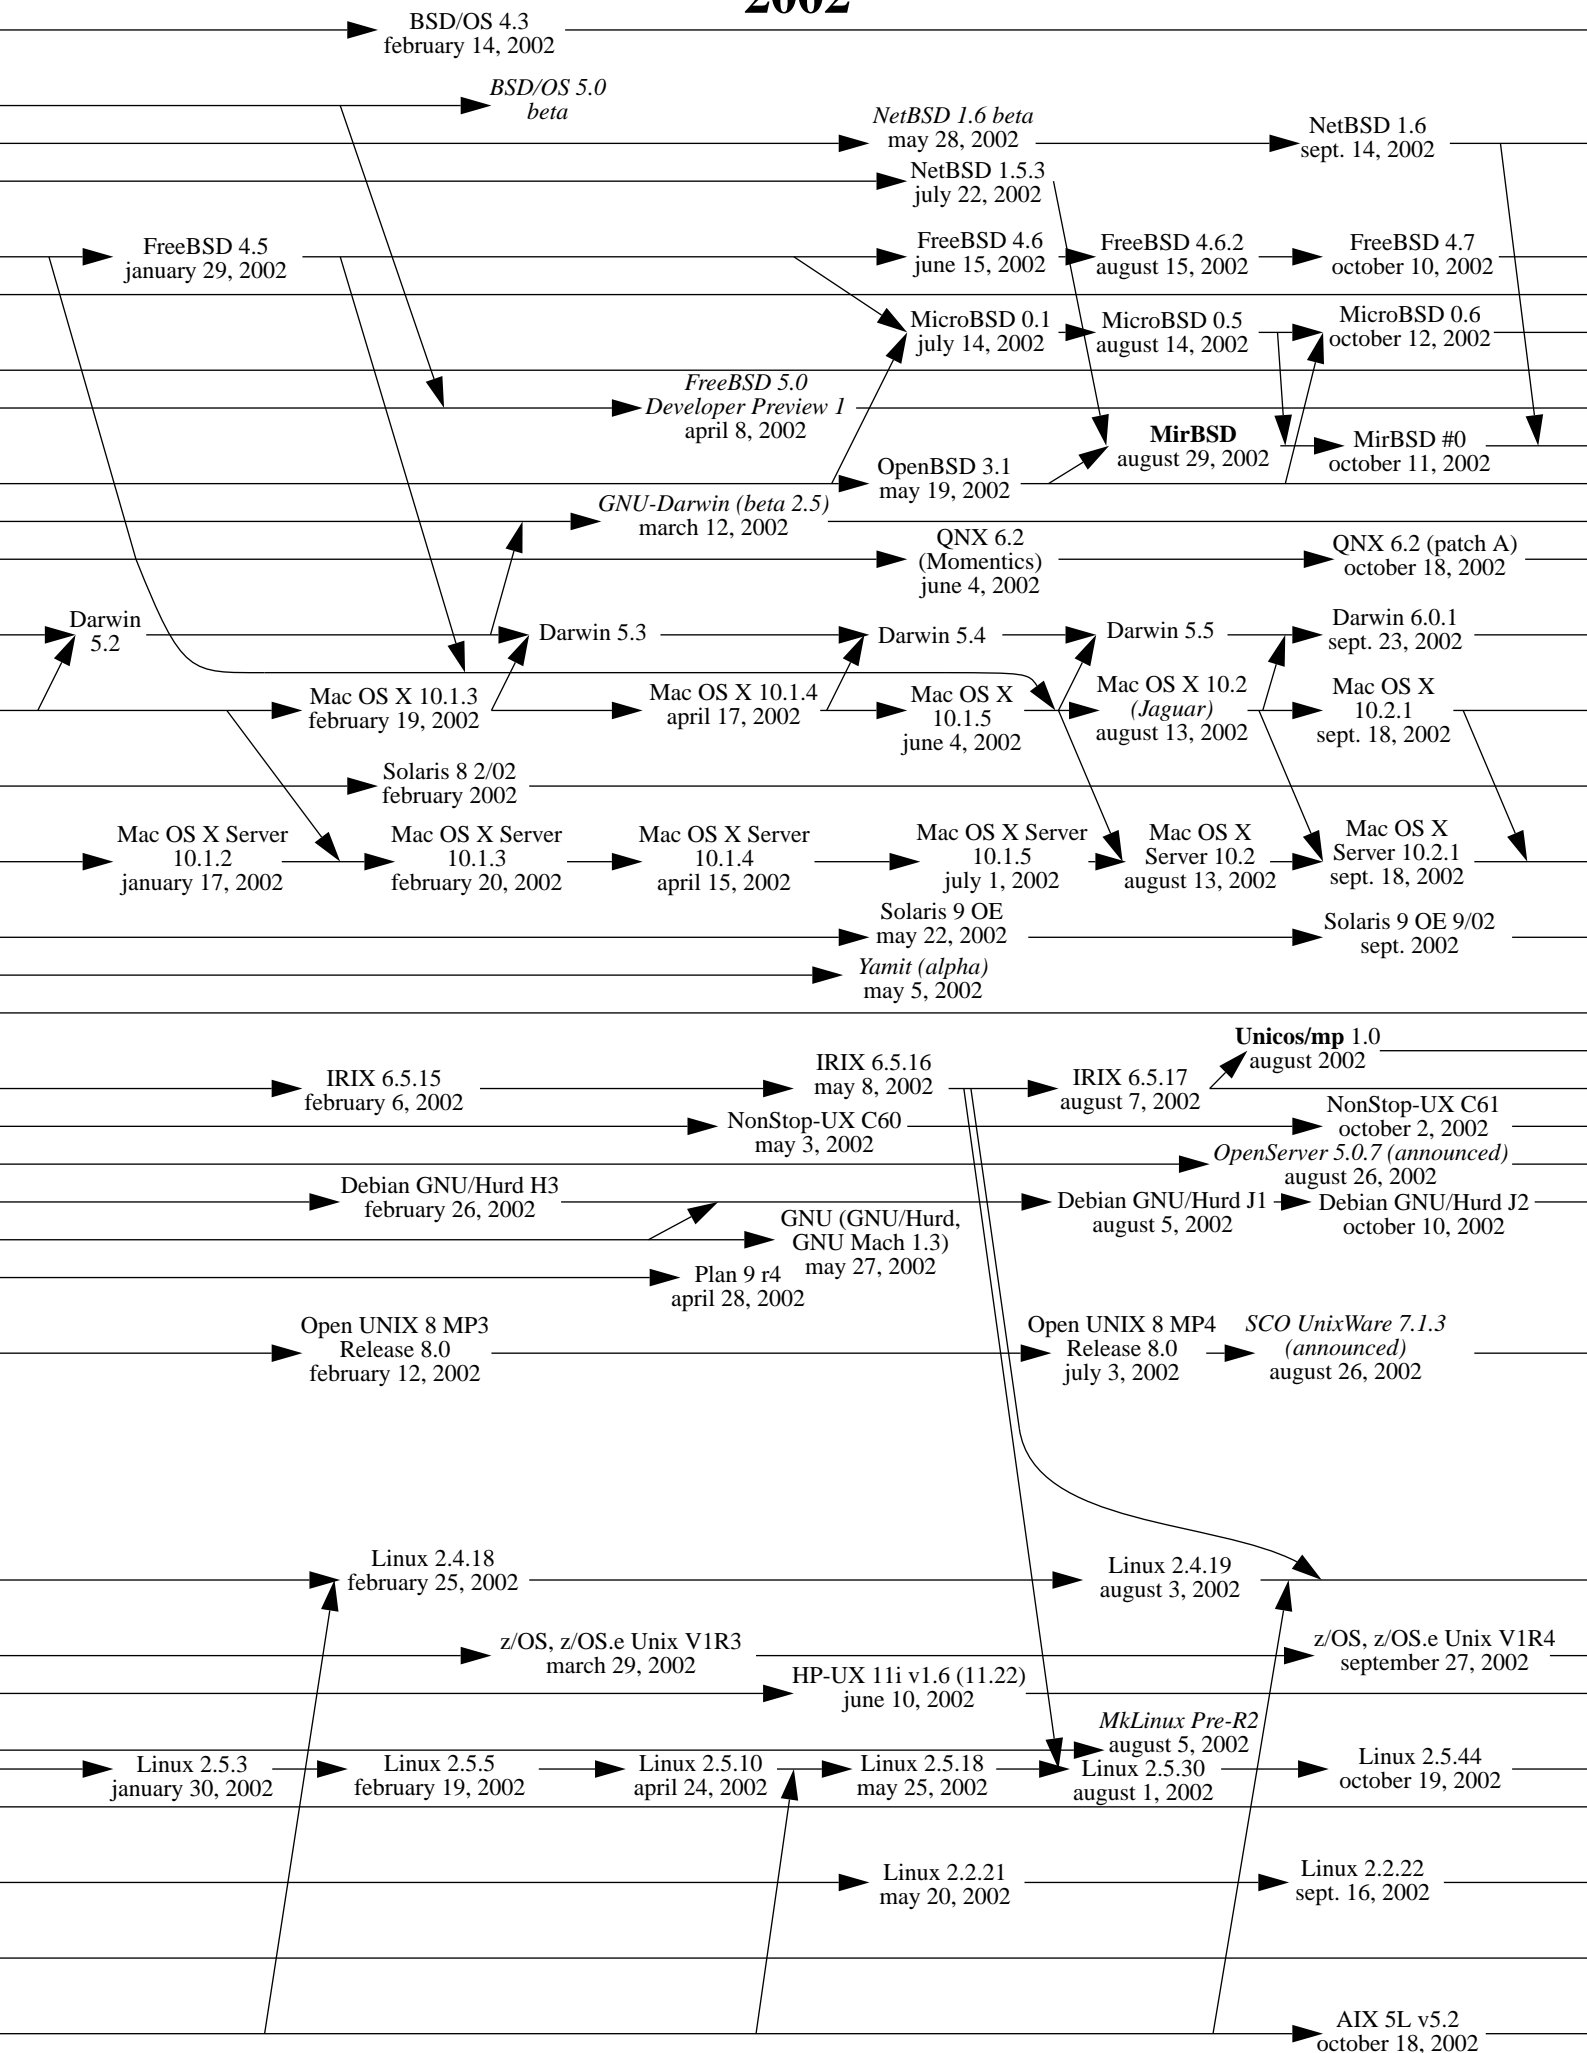 2002
BSD/OS 4.3
february 14, 2002
BSD/OS 5.0
beta
NetBSD 1.6 beta
may 28, 2002
NetBSD 1.6
sept. 14, 2002
NetBSD 1.5.3
july 22, 2002
FreeBSD 4.5
january 29, 2002
FreeBSD 4.6
june 15, 2002
FreeBSD 4.6.2
august 15, 2002
FreeBSD 4.7
october 10, 2002
MicroBSD 0.1
july 14, 2002
MicroBSD 0.5
august 14, 2002
MicroBSD 0.6
october 12, 2002
FreeBSD 5.0
Developer Preview 1
april 8, 2002
MirBSD
august 29, 2002
MirBSD #0
october 11, 2002
OpenBSD 3.1
may 19, 2002
GNU-Darwin (beta 2.5)
march 12, 2002
QNX 6.2
(Momentics)
june 4, 2002
QNX 6.2 (patch A)
october 18, 2002
Darwin
5.2
Darwin 5.3
Darwin 5.4
Darwin 5.5
Darwin 6.0.1
sept. 23, 2002
Mac OS X 10.1.3
february 19, 2002
Mac OS X 10.1.4
april 17, 2002
Mac OS X
10.1.5
june 4, 2002
Mac OS X 10.2
(Jaguar)
august 13, 2002
Mac OS X
10.2.1
sept. 18, 2002
Solaris 8 2/02
february 2002
Mac OS X Server
10.1.2
january 17, 2002
Mac OS X Server
10.1.3
february 20, 2002
Mac OS X Server
10.1.4
april 15, 2002
Mac OS X Server
10.1.5
july 1, 2002
Mac OS X
Server 10.2
august 13, 2002
Mac OS X
Server 10.2.1
sept. 18, 2002
Solaris 9 OE
may 22, 2002
Solaris 9 OE 9/02
sept. 2002
Yamit (alpha)
may 5, 2002
Unicos/mp 1.0
august 2002
IRIX 6.5.15
february 6, 2002
IRIX 6.5.16
may 8, 2002
IRIX 6.5.17
august 7, 2002
NonStop-UX C60
may 3, 2002
NonStop-UX C61
october 2, 2002
OpenServer 5.0.7 (announced)
august 26, 2002
Debian GNU/Hurd H3
february 26, 2002
Debian GNU/Hurd J1
august 5, 2002
Debian GNU/Hurd J2
october 10, 2002
GNU (GNU/Hurd,
GNU Mach 1.3)
may 27, 2002
Plan 9 r4
april 28, 2002
Open UNIX 8 MP3
Release 8.0
february 12, 2002
Open UNIX 8 MP4
Release 8.0
july 3, 2002
SCO UnixWare 7.1.3
(announced)
august 26, 2002
Linux 2.4.18
february 25, 2002
Linux 2.4.19
august 3, 2002
z/OS, z/OS.e Unix V1R3
march 29, 2002
z/OS, z/OS.e Unix V1R4
september 27, 2002
HP-UX 11i v1.6 (11.22)
june 10, 2002
MkLinux Pre-R2
august 5, 2002
Linux 2.5.3
january 30, 2002
Linux 2.5.5
february 19, 2002
Linux 2.5.10
april 24, 2002
Linux 2.5.18
may 25, 2002
Linux 2.5.30
august 1, 2002
Linux 2.5.44
october 19, 2002
Linux 2.2.21
may 20, 2002
Linux 2.2.22
sept. 16, 2002
AIX 5L v5.2
october 18, 2002